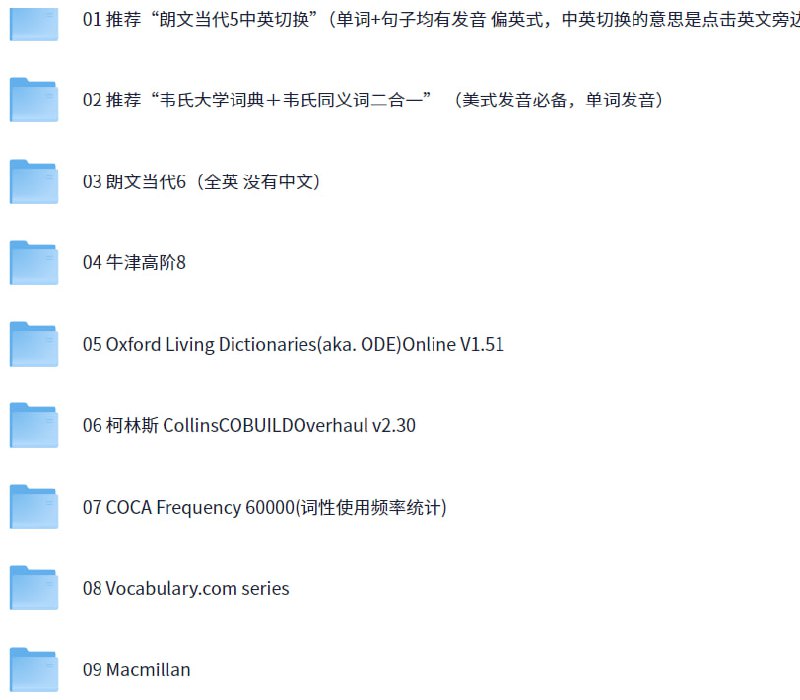 01 推荐“朗文当代5中英切换”（单词+句子均有发音 偏英式，中英切换的意思是点击英文旁边
02 推荐“韦氏大学词典＋韦氏同义词二合一” （美式发音必备，单词发音）
03 朗文当代6（全英 没有中文）
04 牛津高阶8
05 Oxford Living Dictionaries(aka. ODE)Online V1.51
06 柯林斯 CollinsCOBUILDOverhaul v2.30
07 COCA Frequency 60000(词性使用频率统计)
08 Vocabulary.com series
09 Macmillan